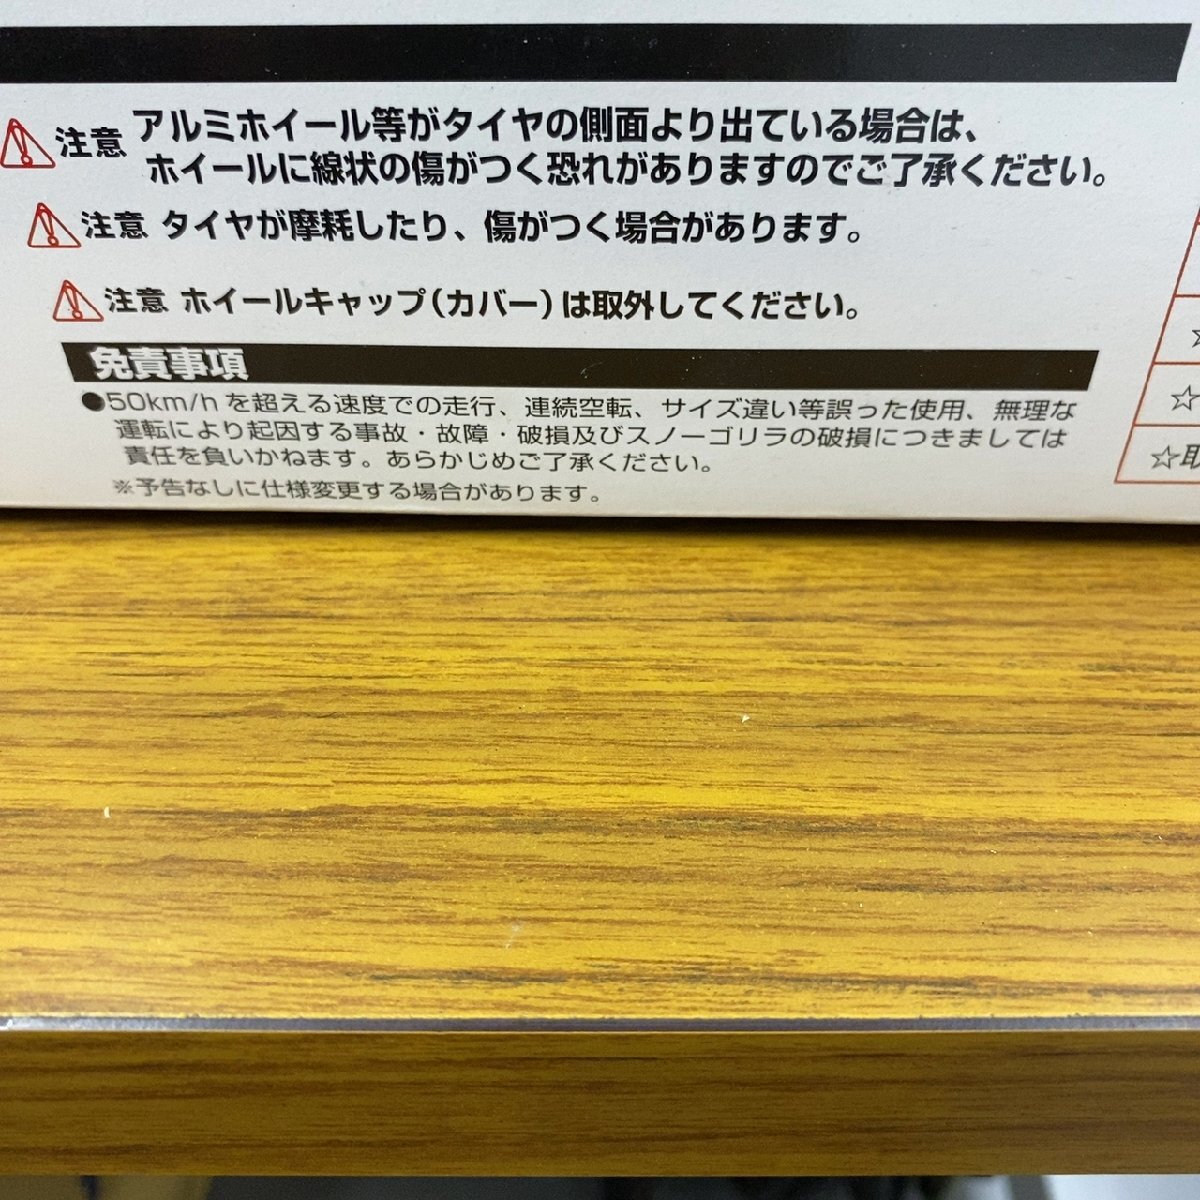 注意 アルミホイール等がタイヤの側面より出ている場合は、
ホイールに線状の傷がつく恐れがありますのでご了承ください。
注意 タイヤが摩耗したり、傷がつく場合があります。
注意 ホイールキャップ(カバー)は取外してください。
免責事項
●50km/hを超える速度での走行、連続空転、サイズ違い等誤った使用、無理な
運転により起因する事故・故障・破損及びスノーゴリラの破損につきましては
責任を負いかねます。あらかじめご了承ください。
※予告なしに仕様変更する場合があります。
☆
☆
☆取